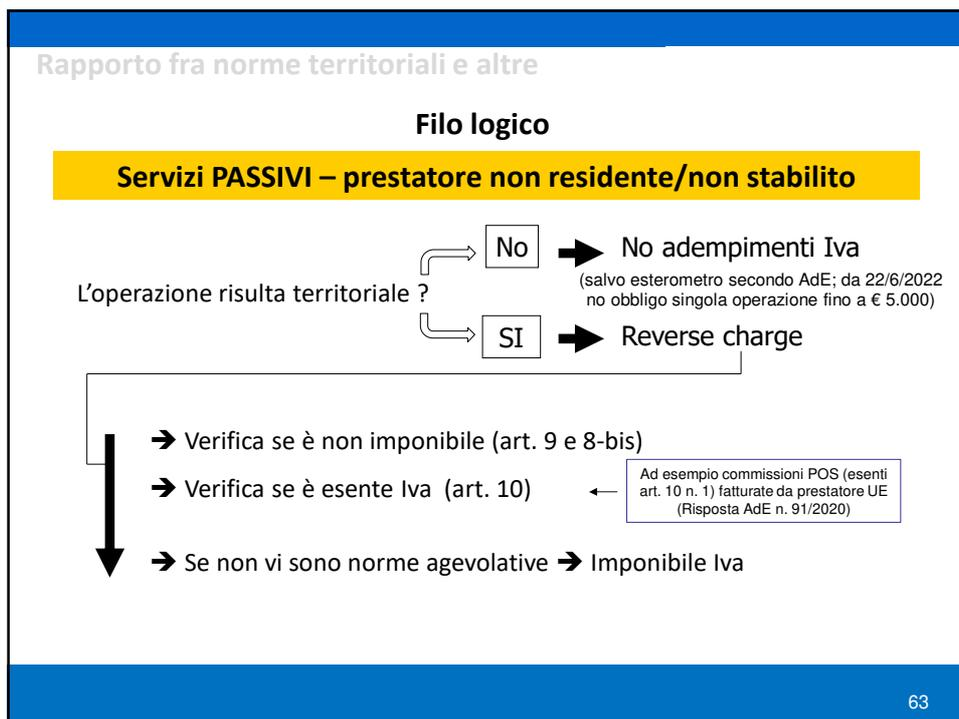 Rapporto fra norme territoriali e altre
Filo logico
Servizi PASSIVI – prestatore non residente/non stabilito
No
No adempimenti Iva
(salvo esterometro secondo AdE; da 22/6/2022
no obbligo singola operazione fino a € 5.000)
L’operazione risulta territoriale ?
SI
Reverse charge
➔ Verifica se è non imponibile (art. 9 e 8-bis)
➔ Verifica se è esente Iva (art. 10)
Ad esempio commissioni POS (esenti
art. 10 n. 1) fatturate da prestatore UE
(Risposta AdE n. 91/2020)
➔ Se non vi sono norme agevolative ➔ Imponibile Iva
63